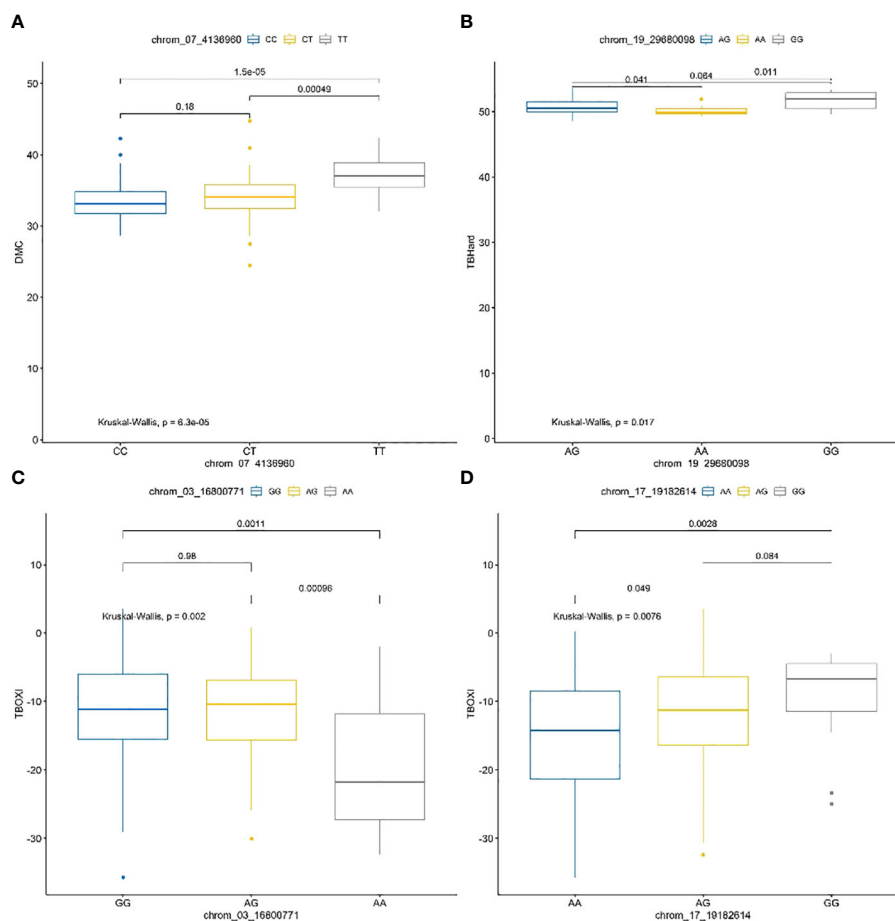 A
chrom_07_4136960 CC CT TT
1.5e-05
0.00049
0.18
50
40
30
20
10
0
DMC
Kruskal-Wallis, p = 6.3e-05
CC CT TT
chrom_07_4136960
B
chrom_19_29680098 AG AA GG
0.011
0.041
0.064
50
40
30
20
10
0
TBHard
Kruskal-Wallis, p = 0.017
AG AA GG
chrom_19_29680098
C
chrom_03_16800771 GG AG AA
0.0011
0.98
0.00096
Kruskal-Wallis, p = 0.002
10
0
-10
-20
-30
TBOXI
GG AG AA
chrom_03_16800771
D
chrom_17_19182614 AA AG GG
0.0028
0.084
0.049
Kruskal-Wallis, p = 0.0076
10
0
-10
-20
-30
TBOXI
AA AG GG
chrom_17_19182614